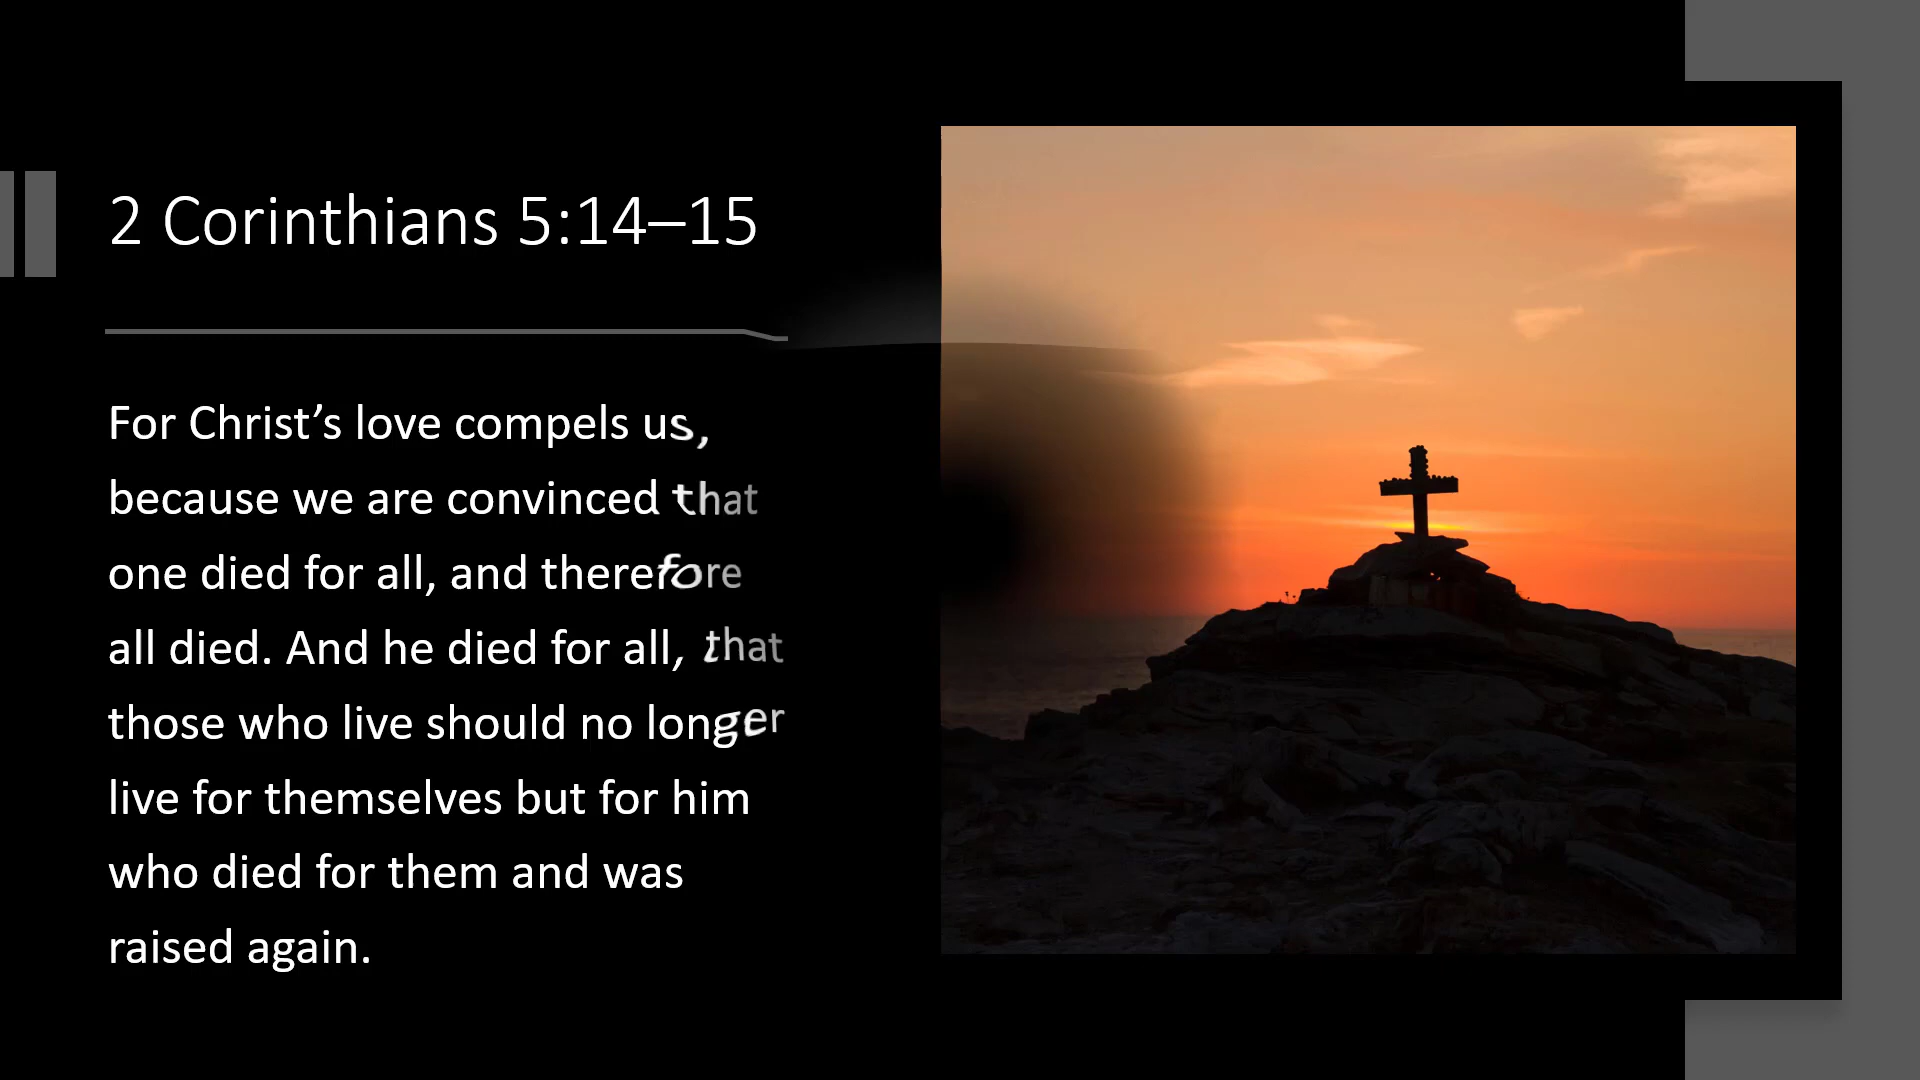 2 Corinthians 5:14–15
For Christ’s love compels us,
because we are convinced that
one died for all, and therefore
all died. And he died for all, that
those who live should no longer
live for themselves but for him
who died for them and was
raised again.